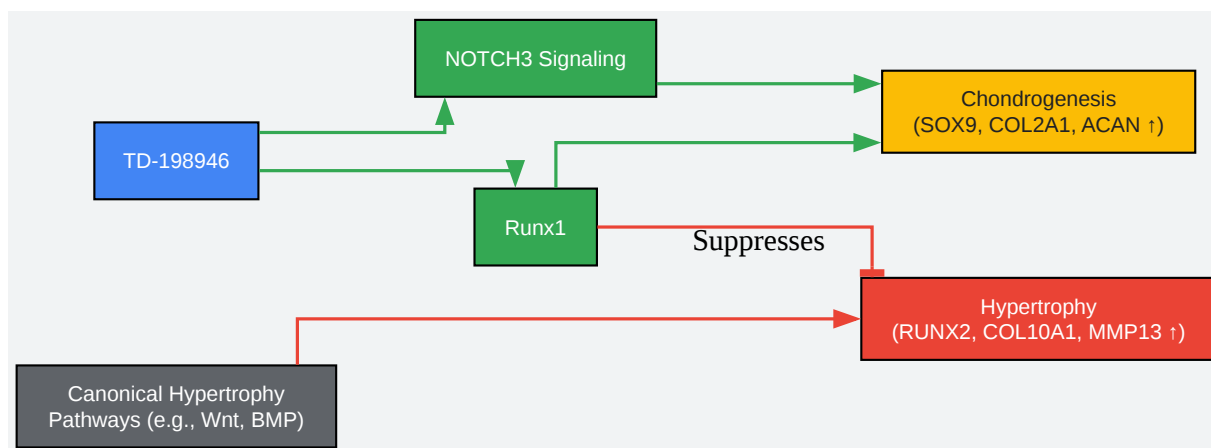 NOTCH3 Signaling
Chondrogenesis
(SOX9, COL2A1, ACAN ↑)
TD-198946
Runx1
Suppresses
Hypertrophy
(RUNX2, COL10A1, MMP13 ↑)
Canonical Hypertrophy
Pathways (e.g., Wnt, BMP)